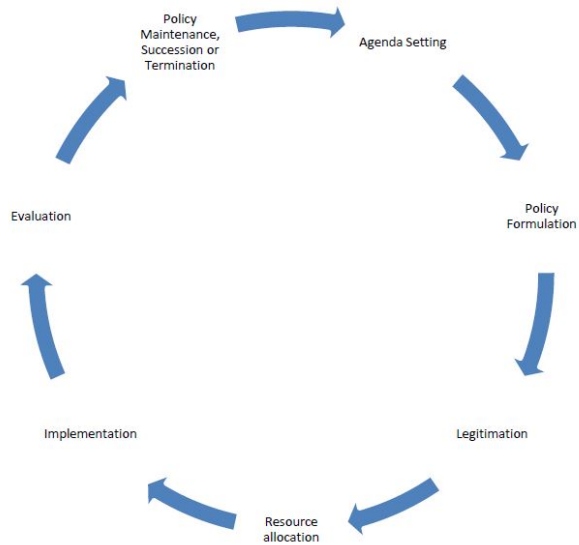 Policy
Maintenance,
Succession or
Termination
Agenda Setting
Policy
Formulation
Legitimation
Resource
allocation
Implementation
Evaluation